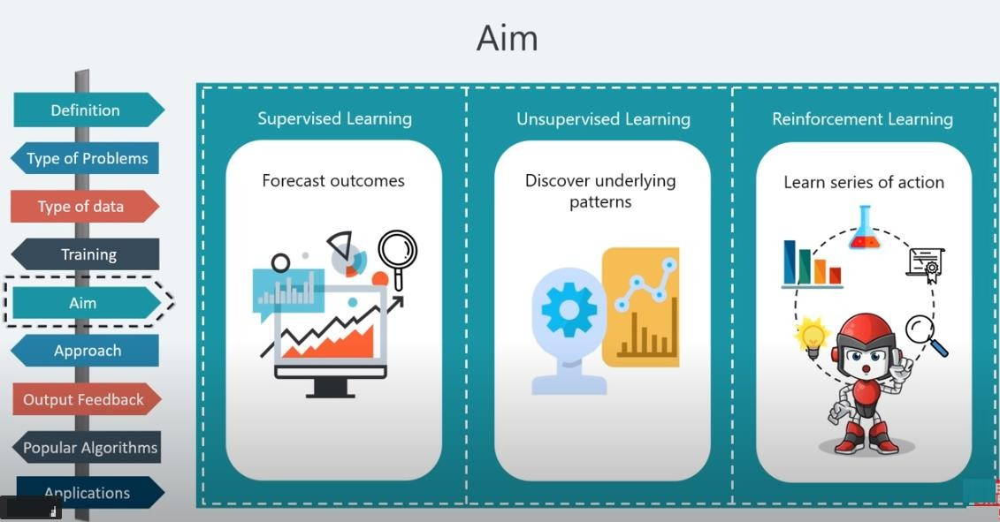 Aim
Definition
Type of Problems
Type of data
Training
Aim
Approach
Output Feedback
Popular Algorithms
Applications
Supervised Learning
Forecast outcomes
Unsupervised Learning
Discover underlying
patterns
Reinforcement Learning
Learn series of action